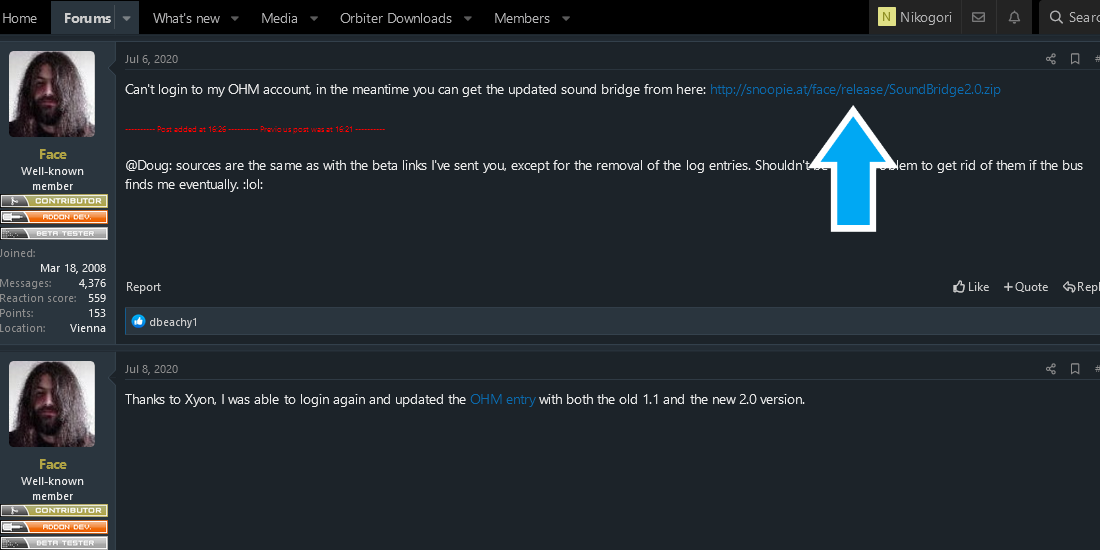 Home Forums What's new Media Orbiter Downloads Members N Nikogori Sear
Jul 6, 2020
Can't login to my OHM account, in the meantime you can get the updated sound bridge from here: http://snoopie.at/face/release/SoundBridge2.0.zip
---------- Post added at 16:26 ---------- Previous post was at 16:21 ----------
@Doug: sources are the same as with the beta links I've sent you, except for the removal of the log entries. Shouldn't
finds me eventually. :lol:
to get rid of them if the bus
Face
Well-known
member
CONTRIBUTOR
ADDON DEV.
BETA TESTER
Joined:
Mar 18, 2008
Messages: 4,376
Reaction score: 559
Points: 153
Location: Vienna
Report Like +Quote Repl
dbeachy1
Jul 8, 2020
Thanks to Xyon, I was able to login again and updated the OHM entry with both the old 1.1 and the new 2.0 version.
Face
Well-known
member
CONTRIBUTOR
ADDON DEV.
BETA TESTER